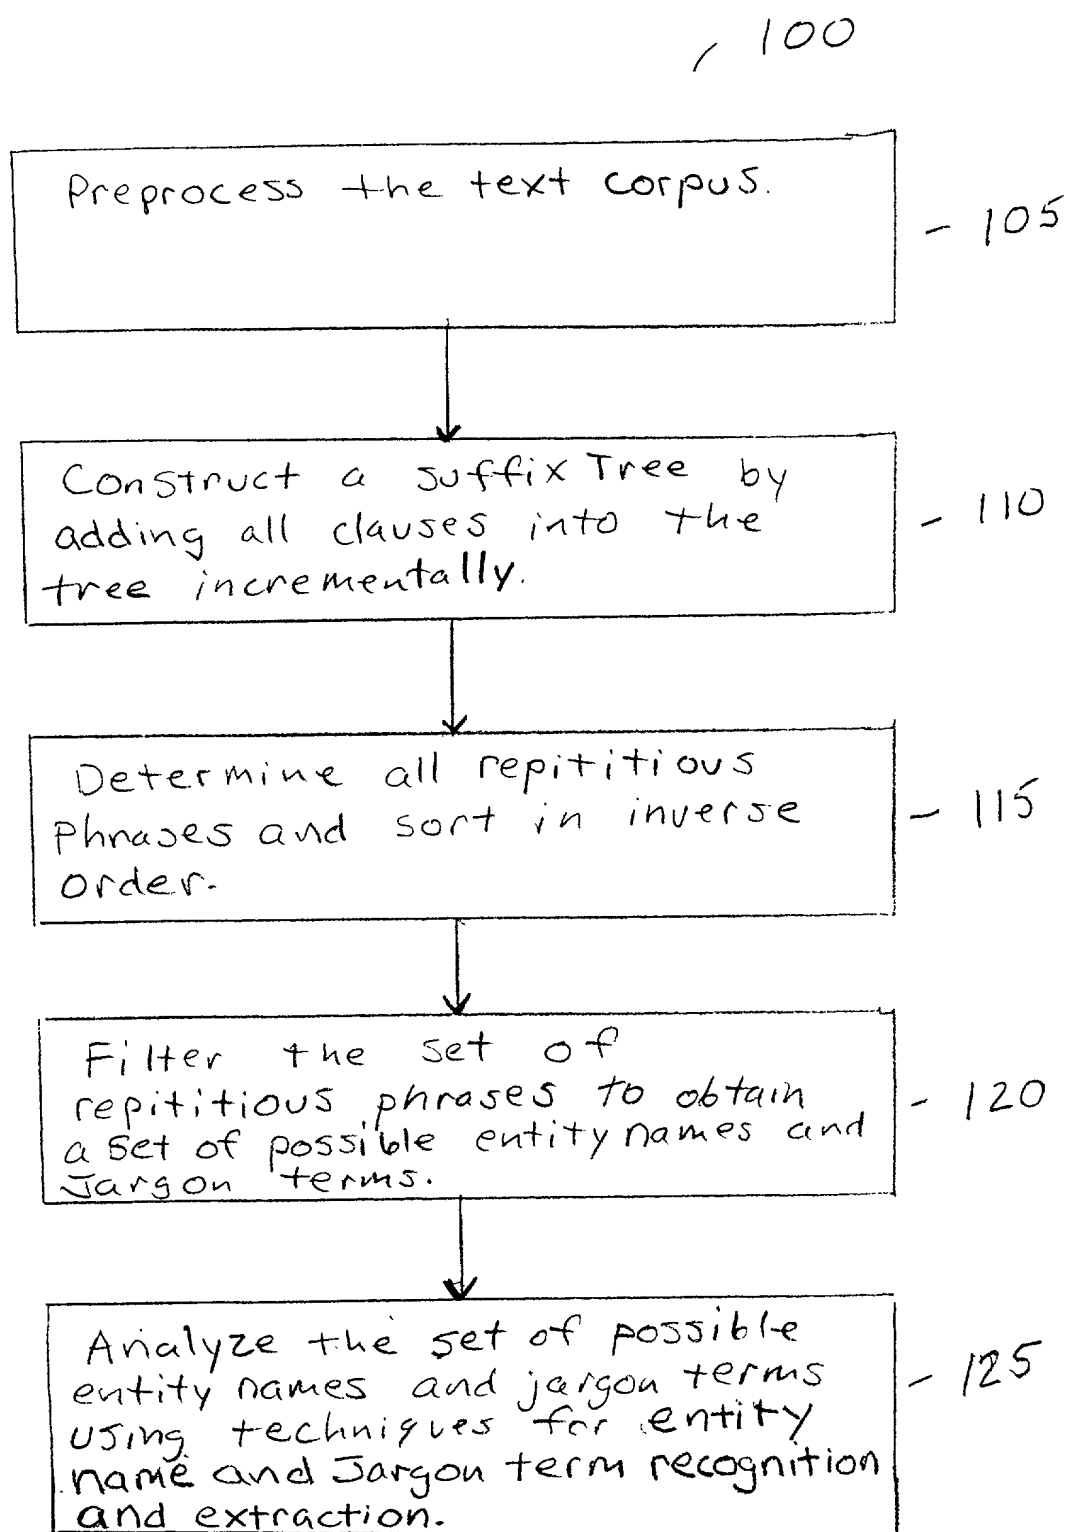 100
Preprocess the text corpus.
- 105
Construct a suffix Tree by
adding all clauses into the
tree incrementally.
- 110
Determine all repititious
phrases and sort in inverse
order.
- 115
Filter the set of
repititious phrases to obtain
a set of possible entity names and
Jargon terms.
- 120
Analyze the set of possible
entity names and jargon terms
using techniques for entity
name and Jargon term recognition
and extraction.
- 125